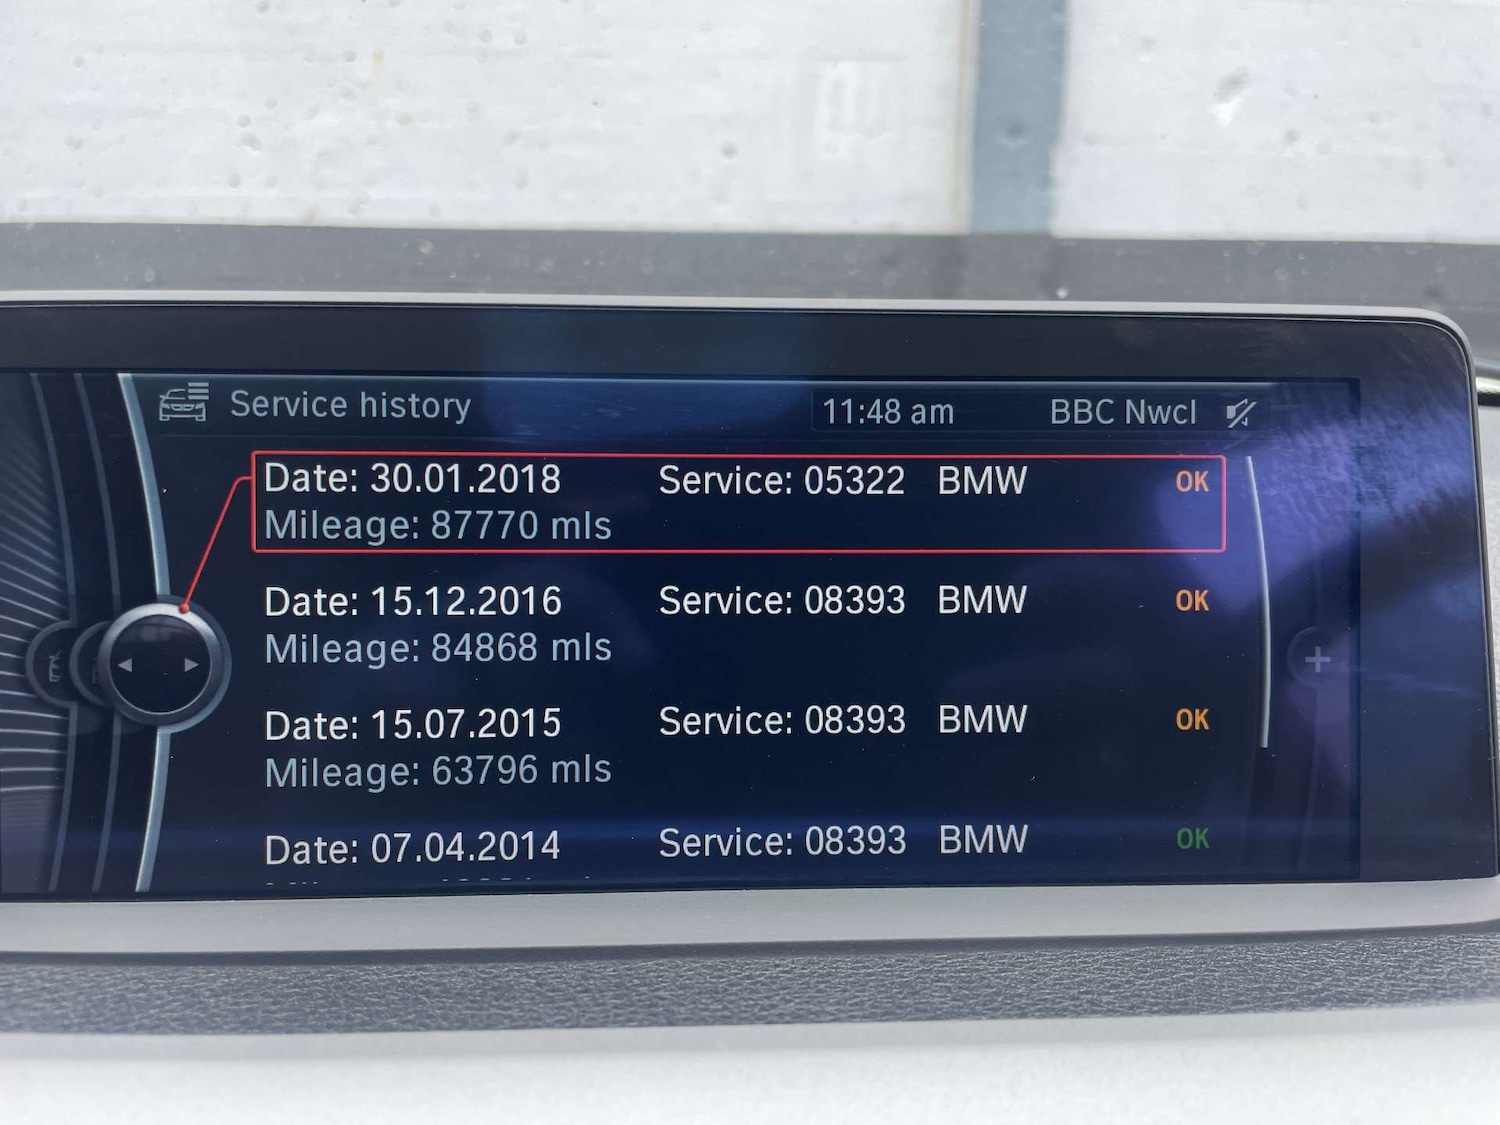 Service history 11:48 am BBC Nwcl
Date: 30.01.2018 Service: 05322 BMW OK
Mileage: 87770 mls
Date: 15.12.2016 Service: 08393 BMW OK
Mileage: 84868 mls
Date: 15.07.2015 Service: 08393 BMW OK
Mileage: 63796 mls
Date: 07.04.2014 Service: 08393 BMW OK